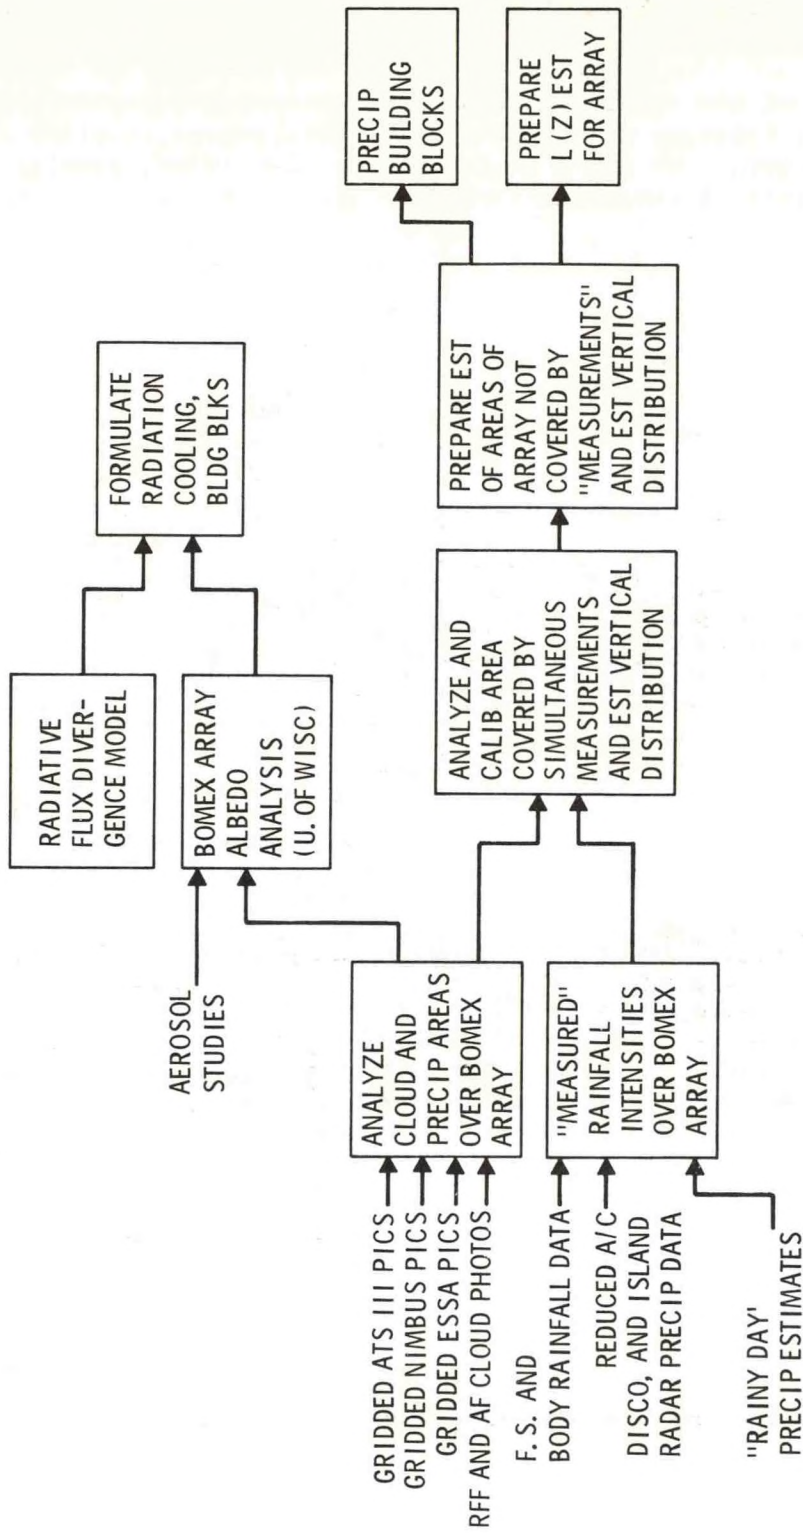 RADIATIVE
FLUX DIVER-
GENCE MODEL
FORMULATE
RADIATION
COOLING,
BLDG BLKS
AEROSOL
STUDIES
BOMEX ARRAY
ALBEDO
ANALYSIS
(U. OF WISC)
GRIDDED ATS III PICS
GRIDDED NIMBUS PICS
GRIDDED ESSA PICS
RFF AND AF CLOUD PHOTOS
ANALYZE
CLOUD AND
PRECIP AREAS
OVER BOMEX
ARRAY
F. S. AND
BODY RAINFALL DATA
REDUCED A/C
DISCO, AND ISLAND
RADAR PRECIP DATA
"RAINY DAY'
PRECIP ESTIMATES
"MEASURED"
RAINFALL
INTENSITIES
OVER BOMEX
ARRAY
ANALYZE AND
CALIB AREA
COVERED BY
SIMULTANEOUS
MEASUREMENTS
AND EST VERTICAL
DISTRIBUTION
PREPARE EST
OF AREAS OF
ARRAY NOT
COVERED BY
"MEASUREMENTS"
AND EST VERTICAL
DISTRIBUTION
PRECIP
BUILDING
BLOCKS
PREPARE
L (Z) EST
FOR ARRAY